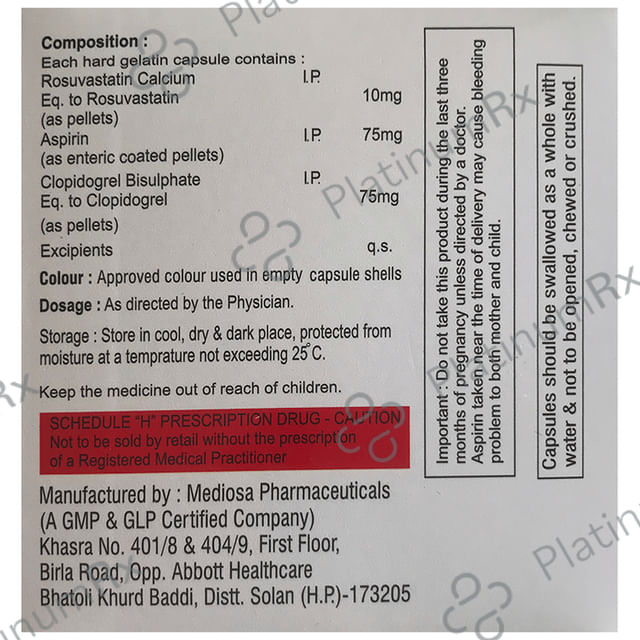 Composition :
Each hard gelatin capsule contains :
Rosuvastatin Calcium I.P.
Eq. to Rosuvastatin 10mg
(as pellets)
Aspirin I.P. 75mg
(as enteric coated pellets)
Clopidogrel Bisulphate I.P.
Eq. to Clopidogrel 75mg
(as pellets)
Excipients q.s.
Colour : Approved colour used in empty capsule shells
Dosage : As directed by the Physician.
Storage : Store in cool, dry & dark place, protected from
moisture at a temprature not exceeding 25°C.
Keep the medicine out of reach of children.
SCHEDULE "H" PRESCRIPTION DRUG - CAUTION
Not to be sold by retail without the prescription
of a Registered Medical Practitioner
Manufactured by : Mediosa Pharmaceuticals
(A GMP & GLP Certified Company)
Khasra No. 401/8 & 404/9, First Floor,
Birla Road, Opp. Abbott Healthcare
Bhatoli Khurd Baddi, Distt. Solan (H.P.)-173205
Important : Do not take this product during the last three
months of pregnancy unless directed by a doctor.
Aspirin taken near the time of delivery may cause bleeding
problem to both mother and child.
Capsules should be swallowed as a whole with
water & not to be opened, chewed or crushed.
PlatinumRx
PlatinumRx
PlatinumRx